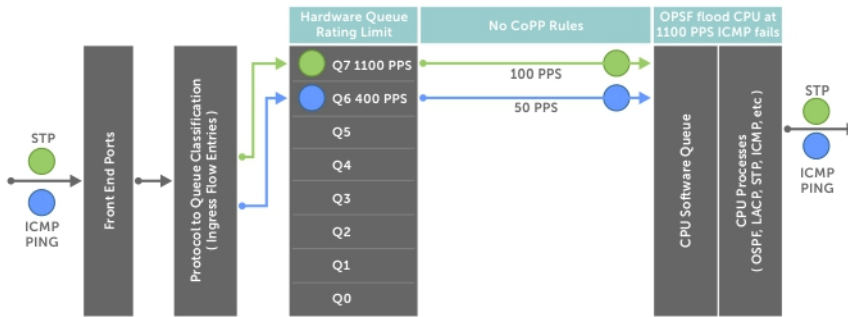 Hardware Queue
Rating Limit
No CoPP Rules
OPSF flood CPU at
1100 PPS ICMP fails
STP
ICMP
PING
Front End Ports
Protocol to Queue Classification
( Ingress Flow Entries )
Q7 1100 PPS
Q6 400 PPS
Q5
Q4
Q3
Q2
Q1
Q0
100 PPS
50 PPS
CPU Software Queue
CPU Processes
( OSPF, LACP, STP, ICMP, etc )
STP
ICMP
PING